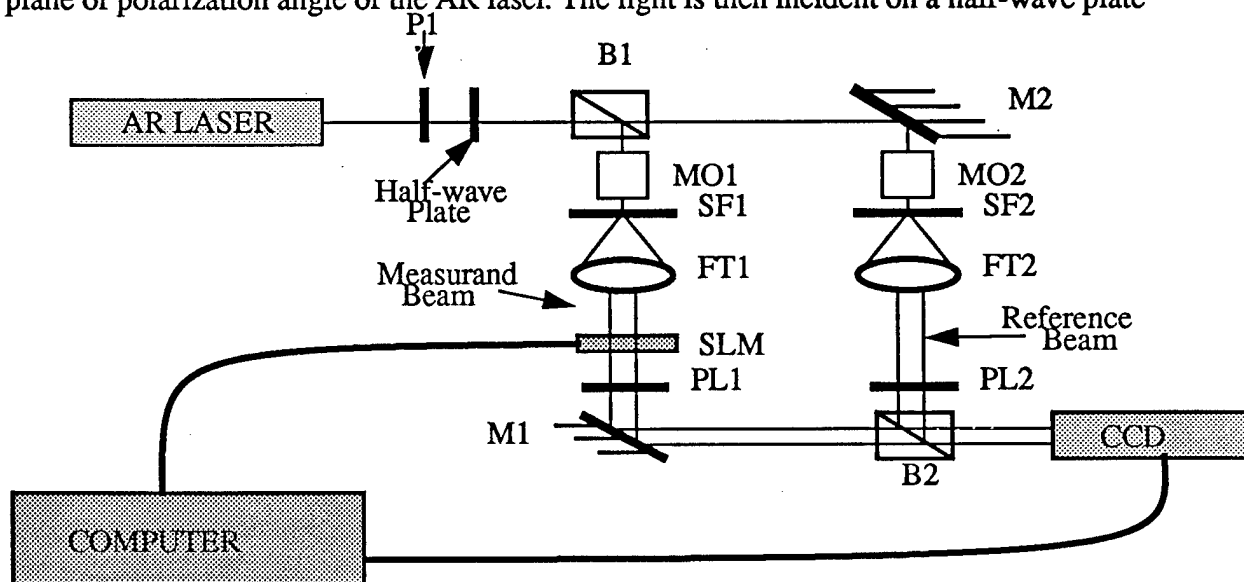 plane of polarization angle of the AR laser. The light is then incident on a half-wave plate
P1
B1
M2
AR LASER
Half-wave
Plate
MO1
MO2
SF1
SF2
FT1
FT2
Measurand
Beam
Reference
Beam
SLM
PL1
PL2
M1
CCD
B2
COMPUTER